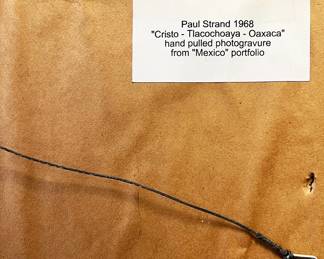 Paul Strand 1968
"Cristo - Tlacochoaya - Oaxaca"
hand pulled photogravure
from "Mexico" portfolio